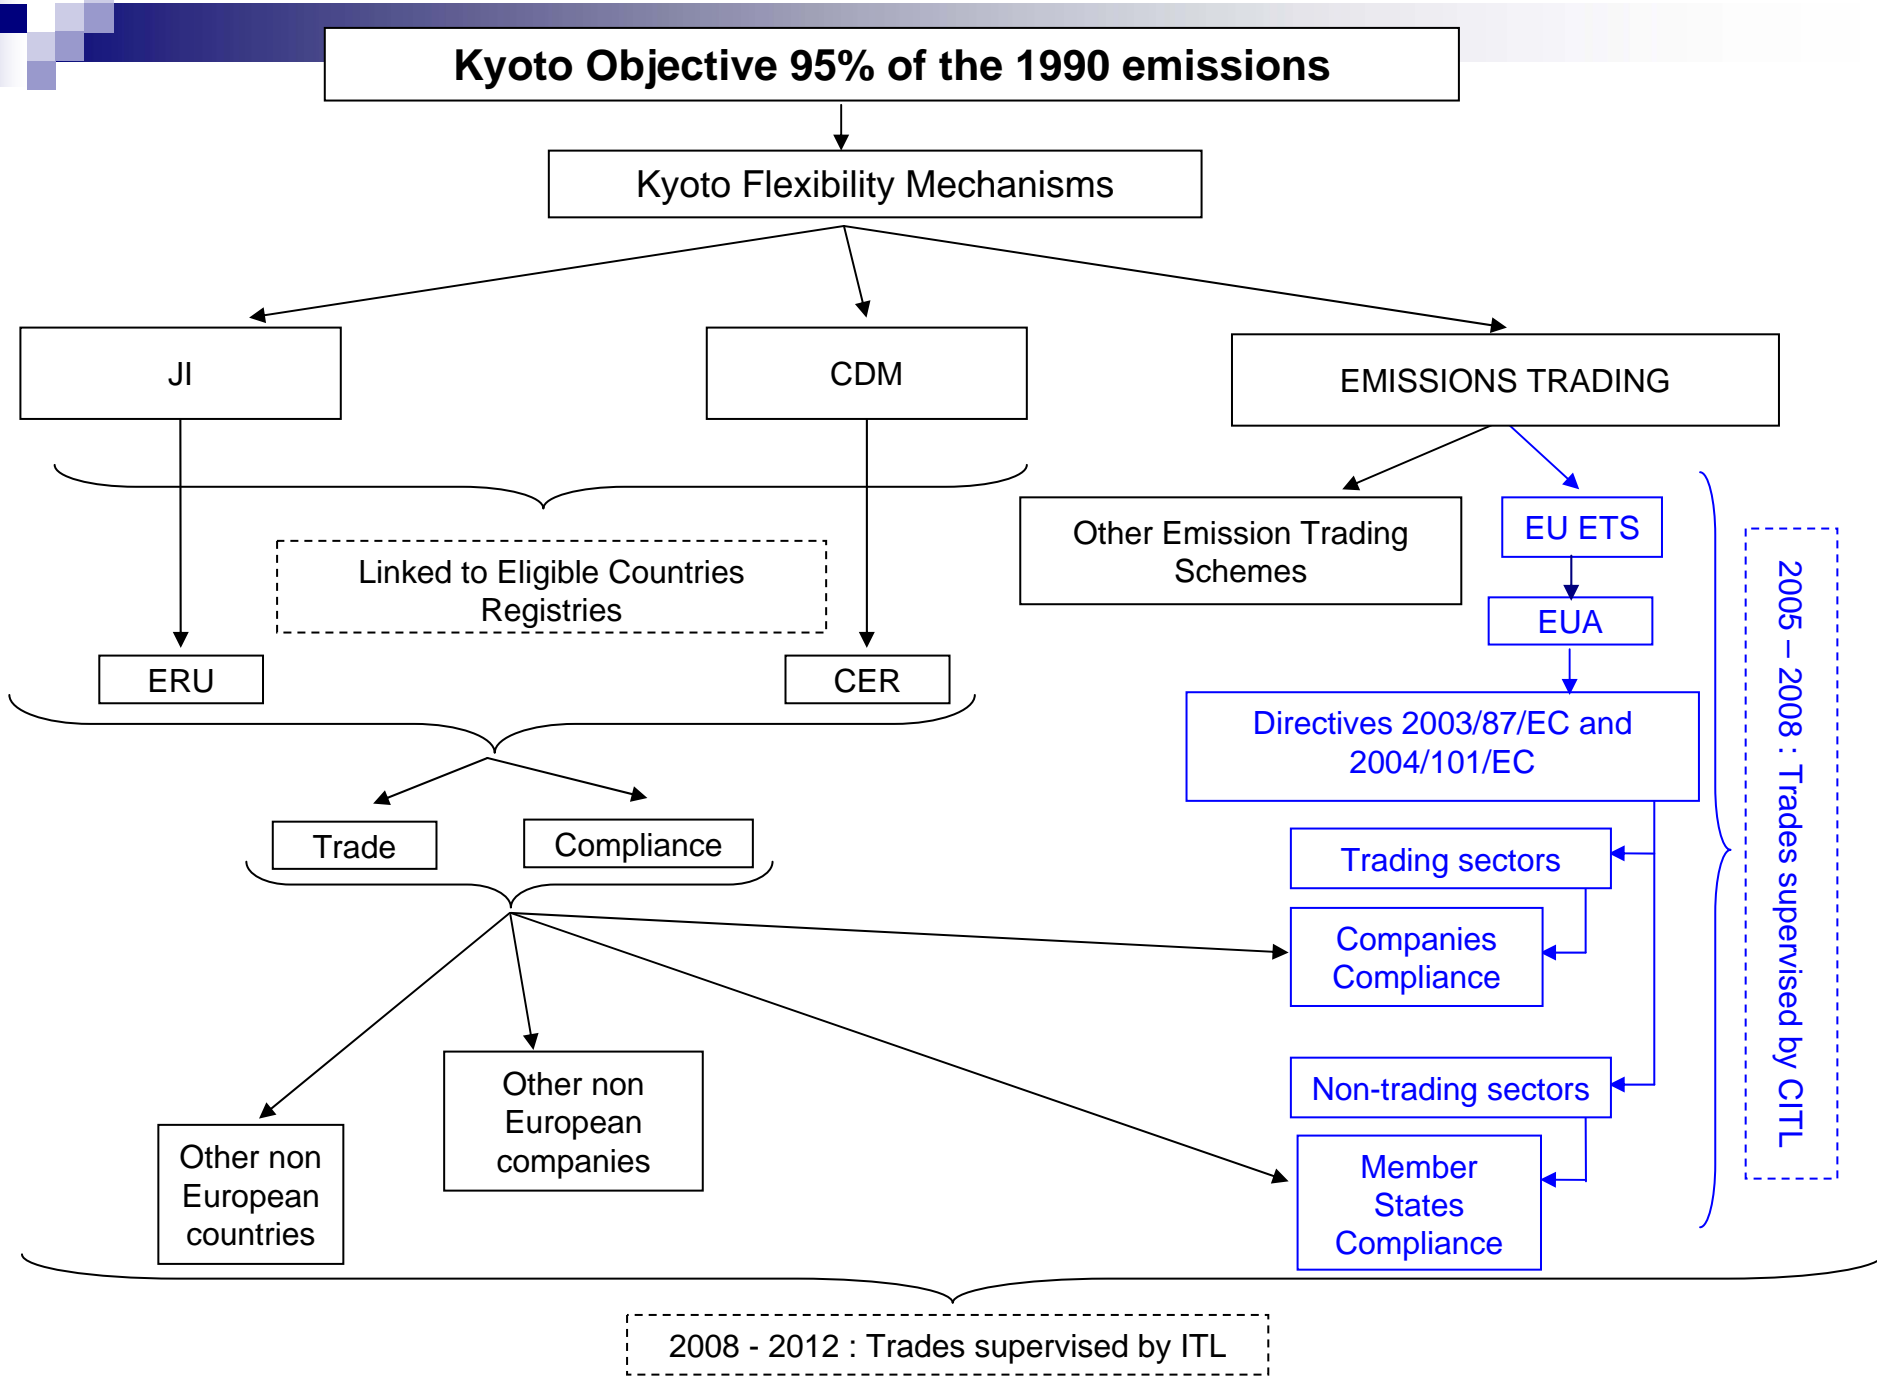 Kyoto Objective 95% of the 1990 emissions
Kyoto Flexibility Mechanisms
JI
CDM
EMISSIONS TRADING
Linked to Eligible Countries
Registries
Other Emission Trading
Schemes
EU ETS
EUA
ERU
CER
Directives 2003/87/EC and
2004/101/EC
Trade
Compliance
Trading sectors
Companies
Compliance
Other non
European
companies
Non-trading sectors
Other non
European
countries
Member
States
Compliance
2005 – 2008 : Trades supervised by CITL
2008 - 2012 : Trades supervised by ITL